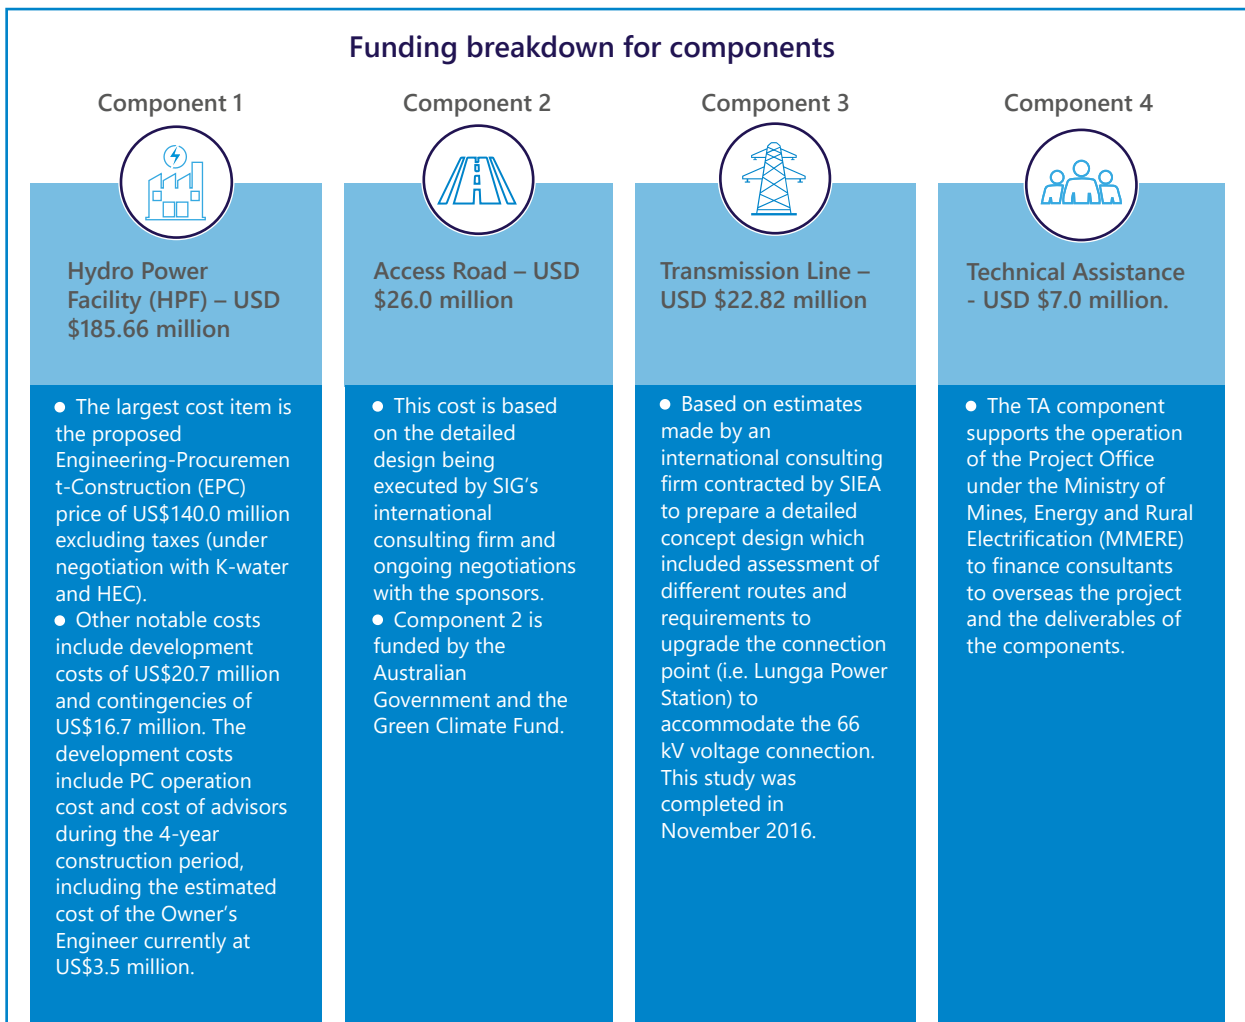 Funding breakdown for components
Component 1
Hydro Power
Facility (HPF) – USD
$185.66 million
● The largest cost item is
the proposed
Engineering-Procuremen
t-Construction (EPC)
price of US$140.0 million
excluding taxes (under
negotiation with K-water
and HEC).
● Other notable costs
include development
costs of US$20.7 million
and contingencies of
US$16.7 million. The
development costs
include PC operation
cost and cost of advisors
during the 4-year
construction period,
including the estimated
cost of the Owner’s
Engineer currently at
US$3.5 million.
Component 2
Access Road – USD
$26.0 million
● This cost is based
on the detailed
design being
executed by SIG’s
international
consulting firm and
ongoing negotiations
with the sponsors.
● Component 2 is
funded by the
Australian
Government and the
Green Climate Fund.
Component 3
Transmission Line –
USD $22.82 million
● Based on estimates
made by an
international consulting
firm contracted by SIEA
to prepare a detailed
concept design which
included assessment of
different routes and
requirements to
upgrade the connection
point (i.e. Lungga Power
Station) to
accommodate the 66
kV voltage connection.
This study was
completed in
November 2016.
Component 4
Technical Assistance
- USD $7.0 million.
● The TA component
supports the operation
of the Project Office
under the Ministry of
Mines, Energy and Rural
Electrification (MMERE)
to finance consultants
to overseas the project
and the deliverables of
the components.